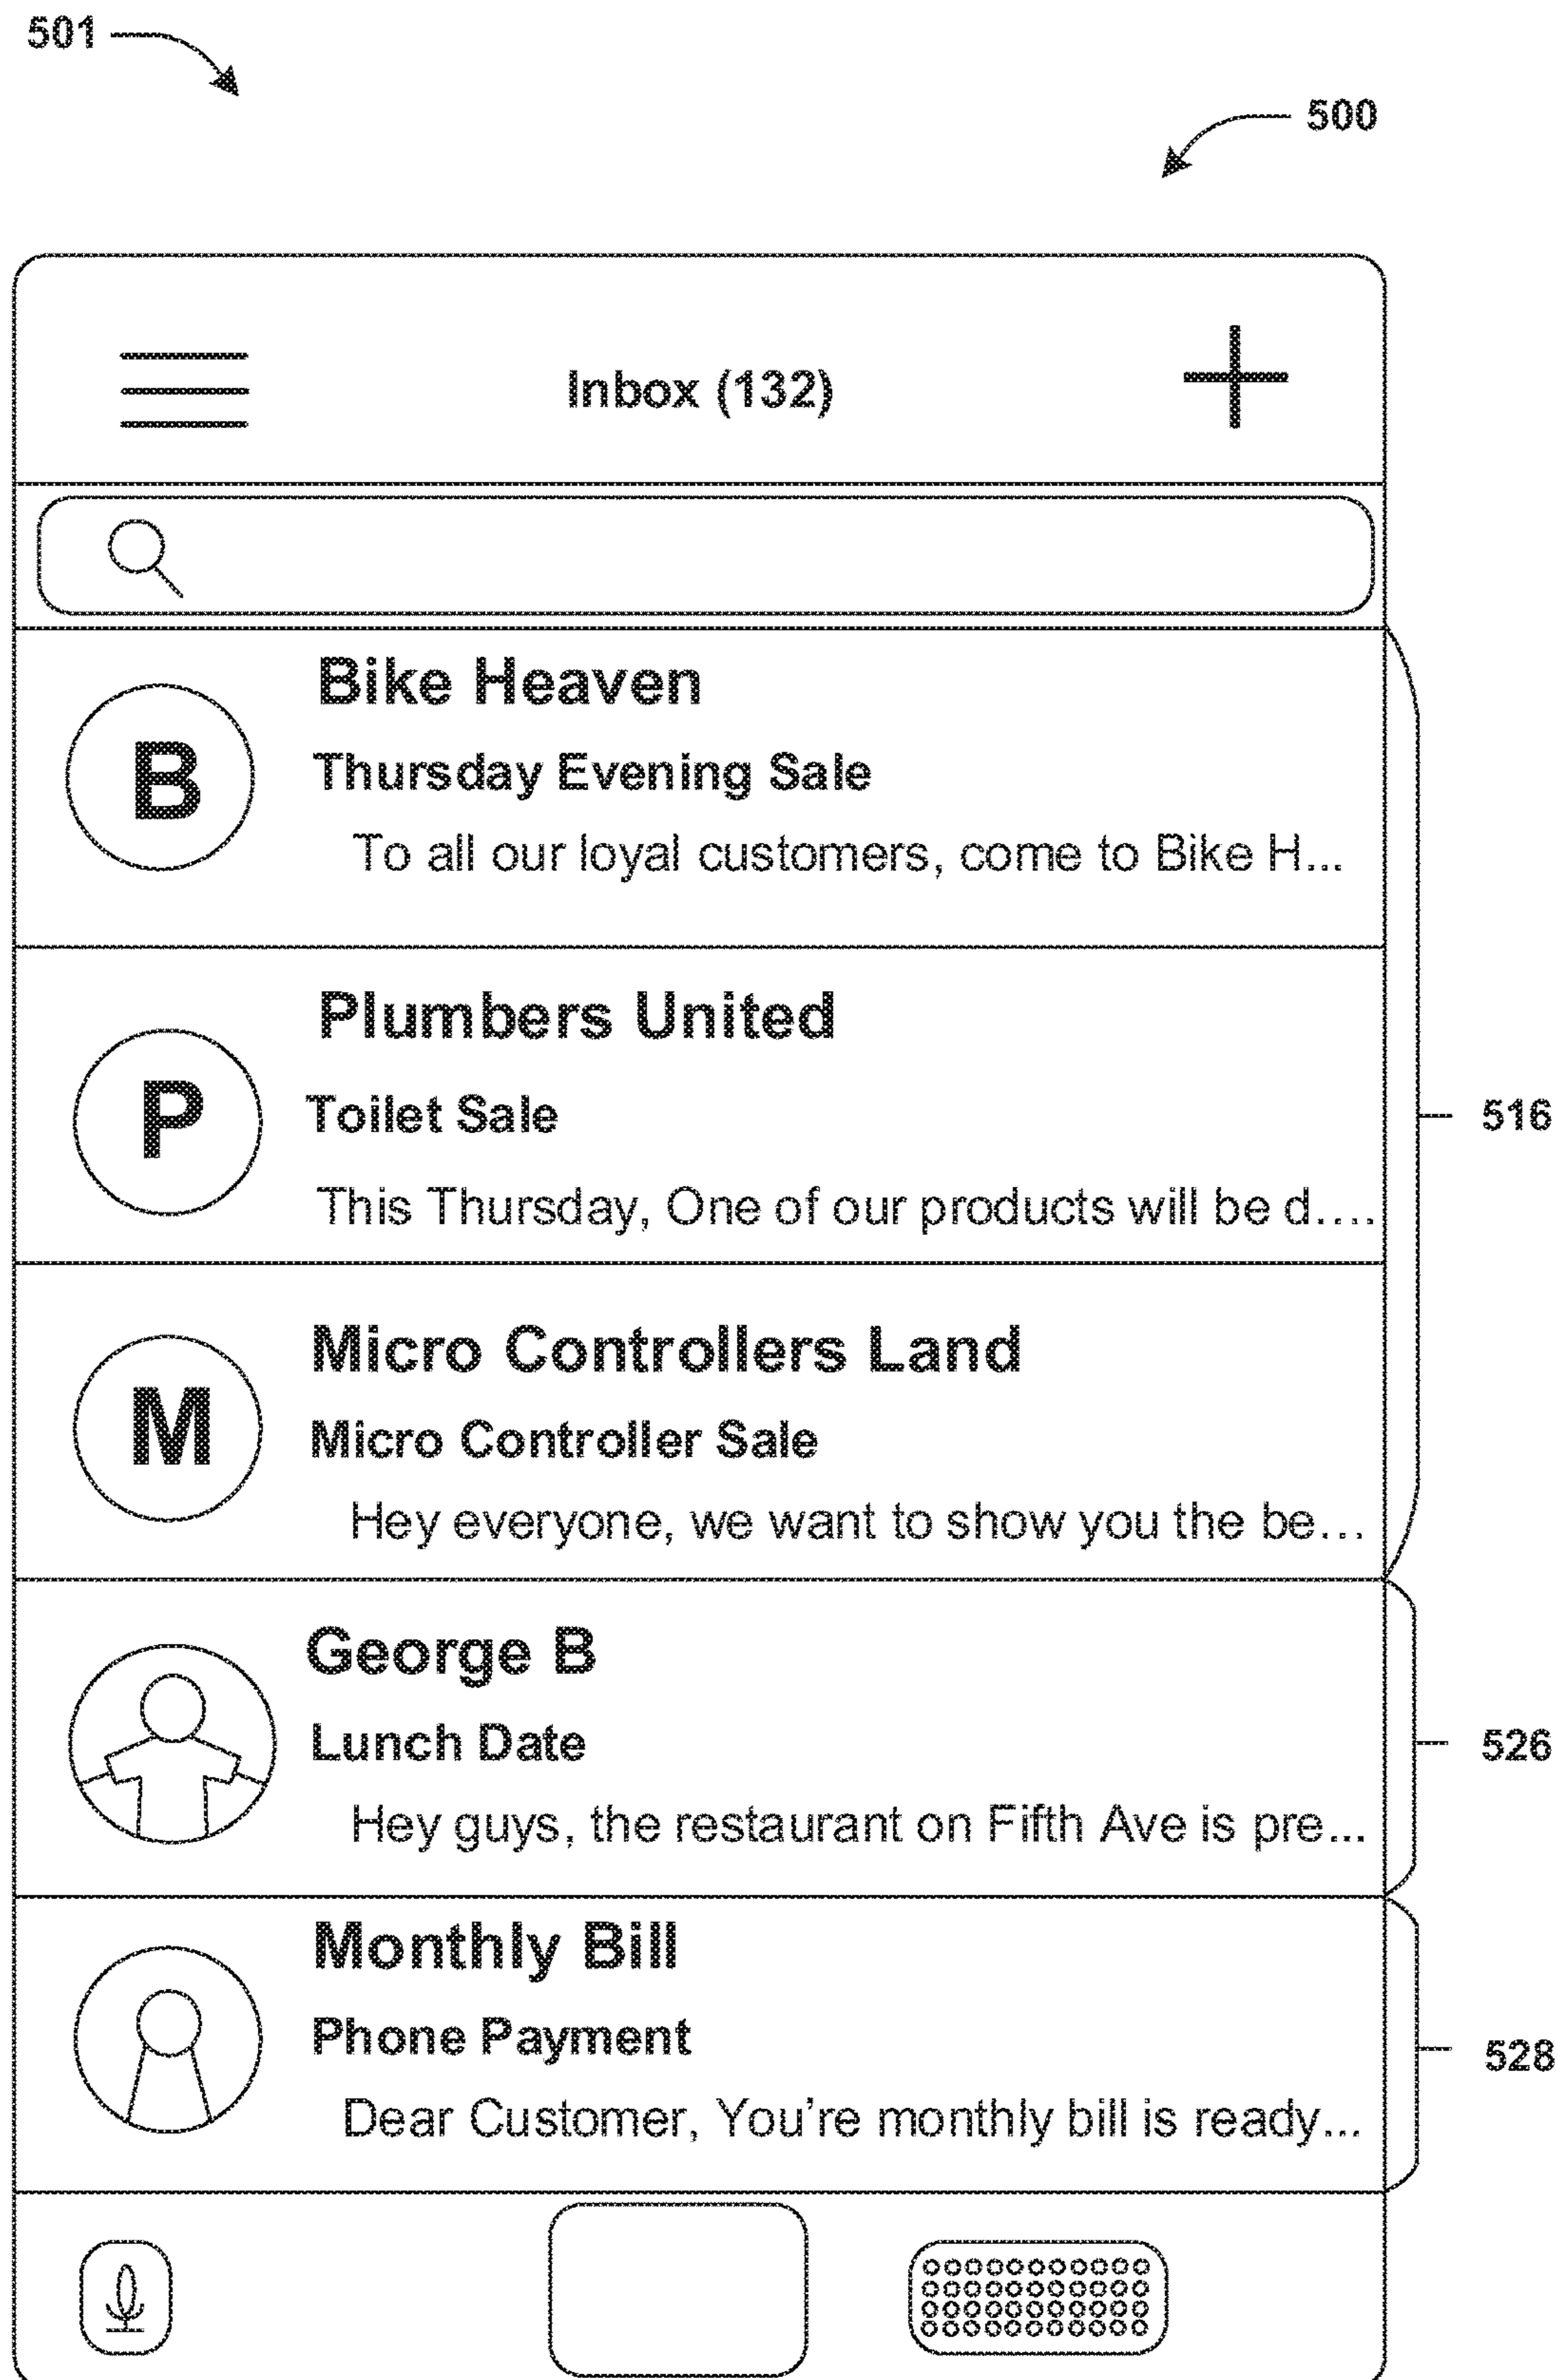 501
500
Inbox (132)
Bike Heaven
B
Thursday Evening Sale
To all our loyal customers, come to Bike H...
Plumbers United
P
Toilet Sale
516
This Thursday, One of our products will be d....
Micro Controllers Land
M
Micro Controller Sale
Hey everyone, we want to show you the be...
George B
Lunch Date
526
Hey guys, the restaurant on Fifth Ave is pre...
Monthly Bill
Phone Payment
528
Dear Customer, You're monthly bill is ready...